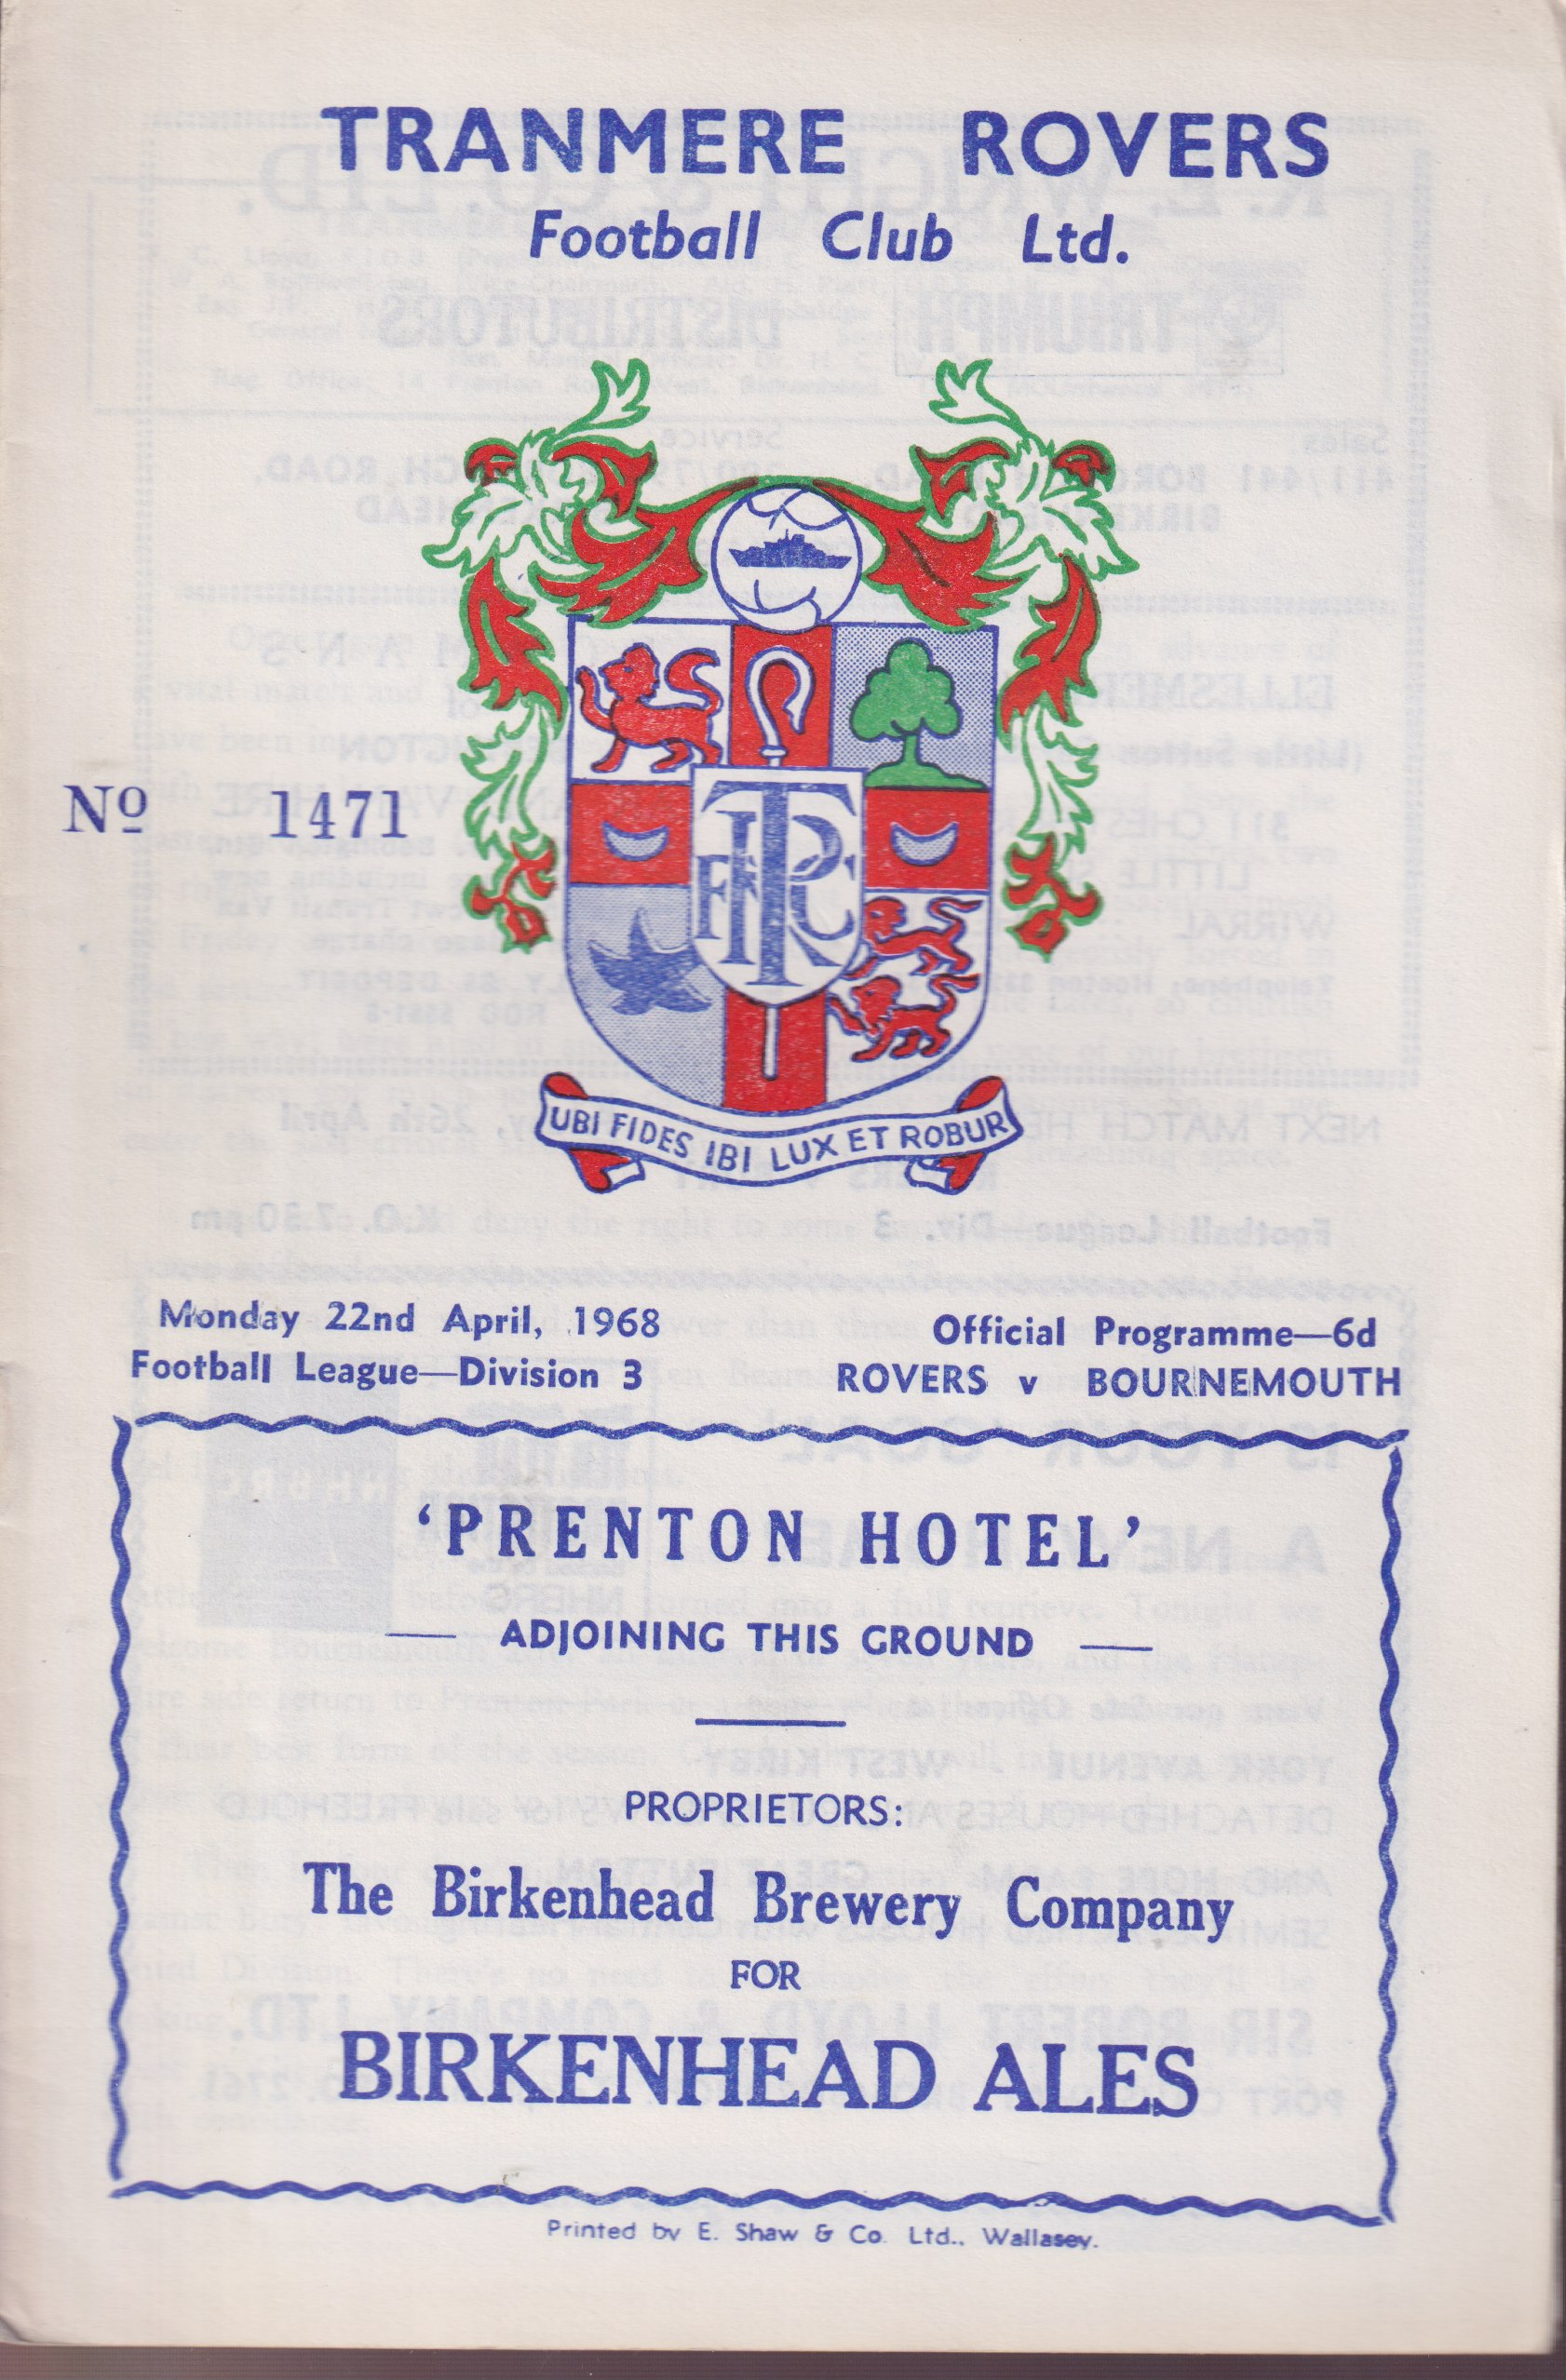 TRANMERE ROVERS
Football Club Ltd.
No 1471
TRFC
UBI FIDES IBI LUX ET ROBUR
Monday 22nd April, 1968
Football League—Division 3
Official Programme—6d
ROVERS v BOURNEMOUTH
'PRENTON HOTEL'
— ADJOINING THIS GROUND —
PROPRIETORS:
The Birkenhead Brewery Company
FOR
BIRKENHEAD ALES
Printed by E. Shaw & Co. Ltd., Wallasey.